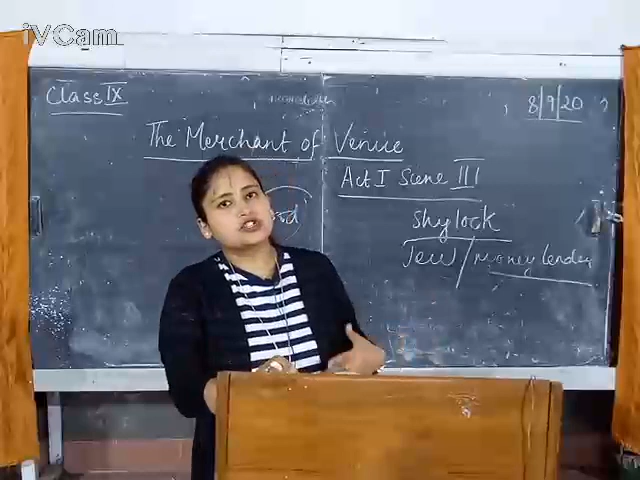 iVCam
Class IX
8/9/20
The Merchant of Venice
Act I Scene III
Shylock
Jew/money lender